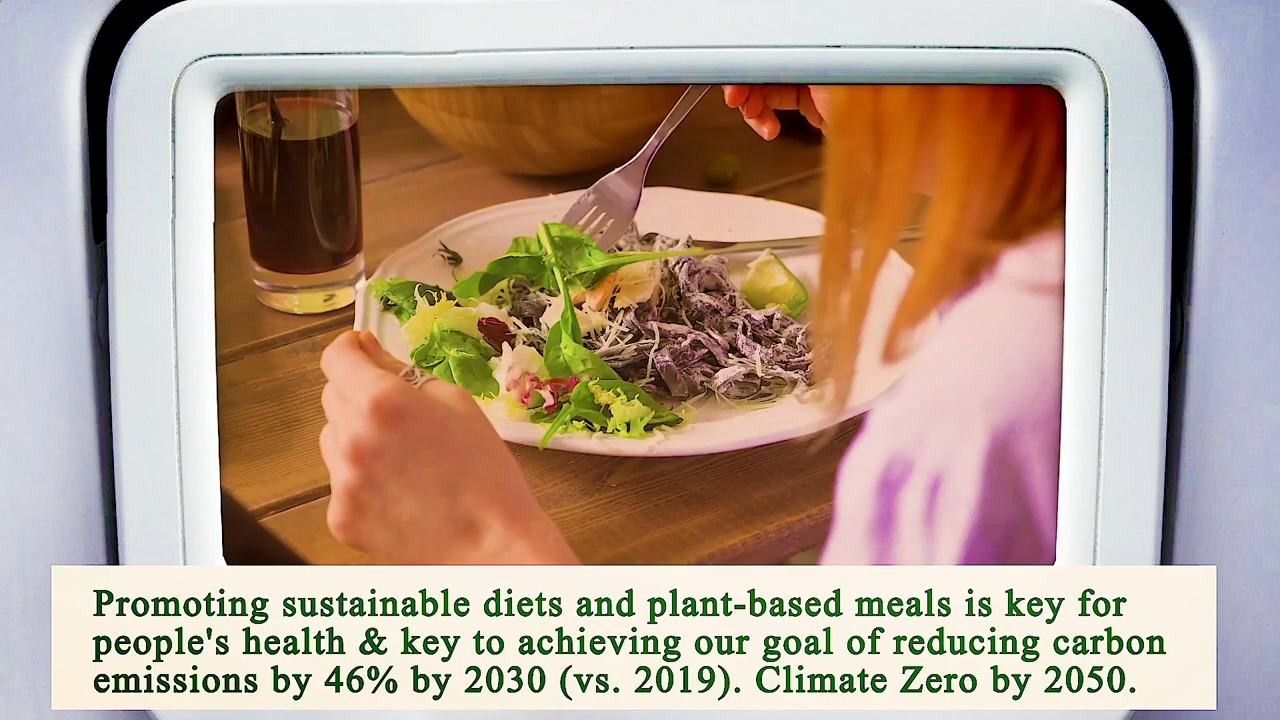 Promoting sustainable diets and plant-based meals is key for
people's health & key to achieving our goal of reducing carbon
emissions by 46% by 2030 (vs. 2019). Climate Zero by 2050.